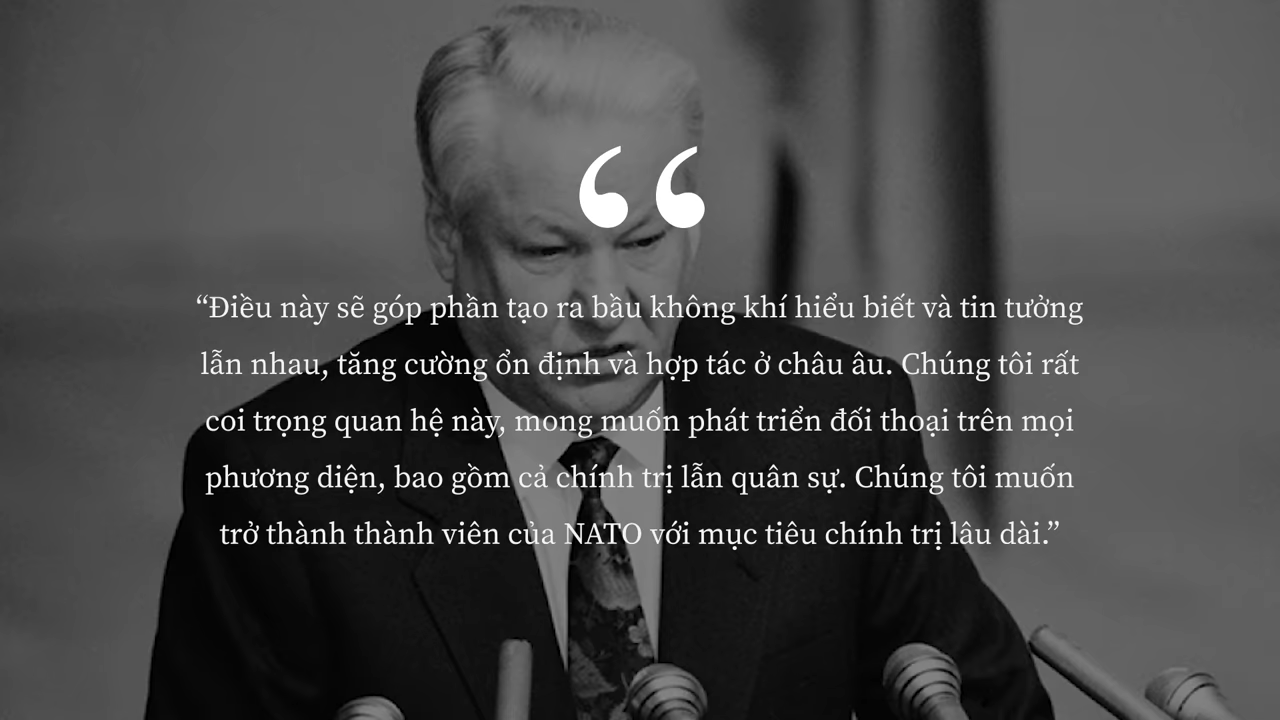 “
“Điều này sẽ góp phần tạo ra bầu không khí hiểu biết và tin tưởng
lẫn nhau, tăng cường ổn định và hợp tác ở châu âu. Chúng tôi rất
coi trọng quan hệ này, mong muốn phát triển đối thoại trên mọi
phương diện, bao gồm cả chính trị lẫn quân sự. Chúng tôi muốn
trở thành thành viên của NATO với mục tiêu chính trị lâu dài.”